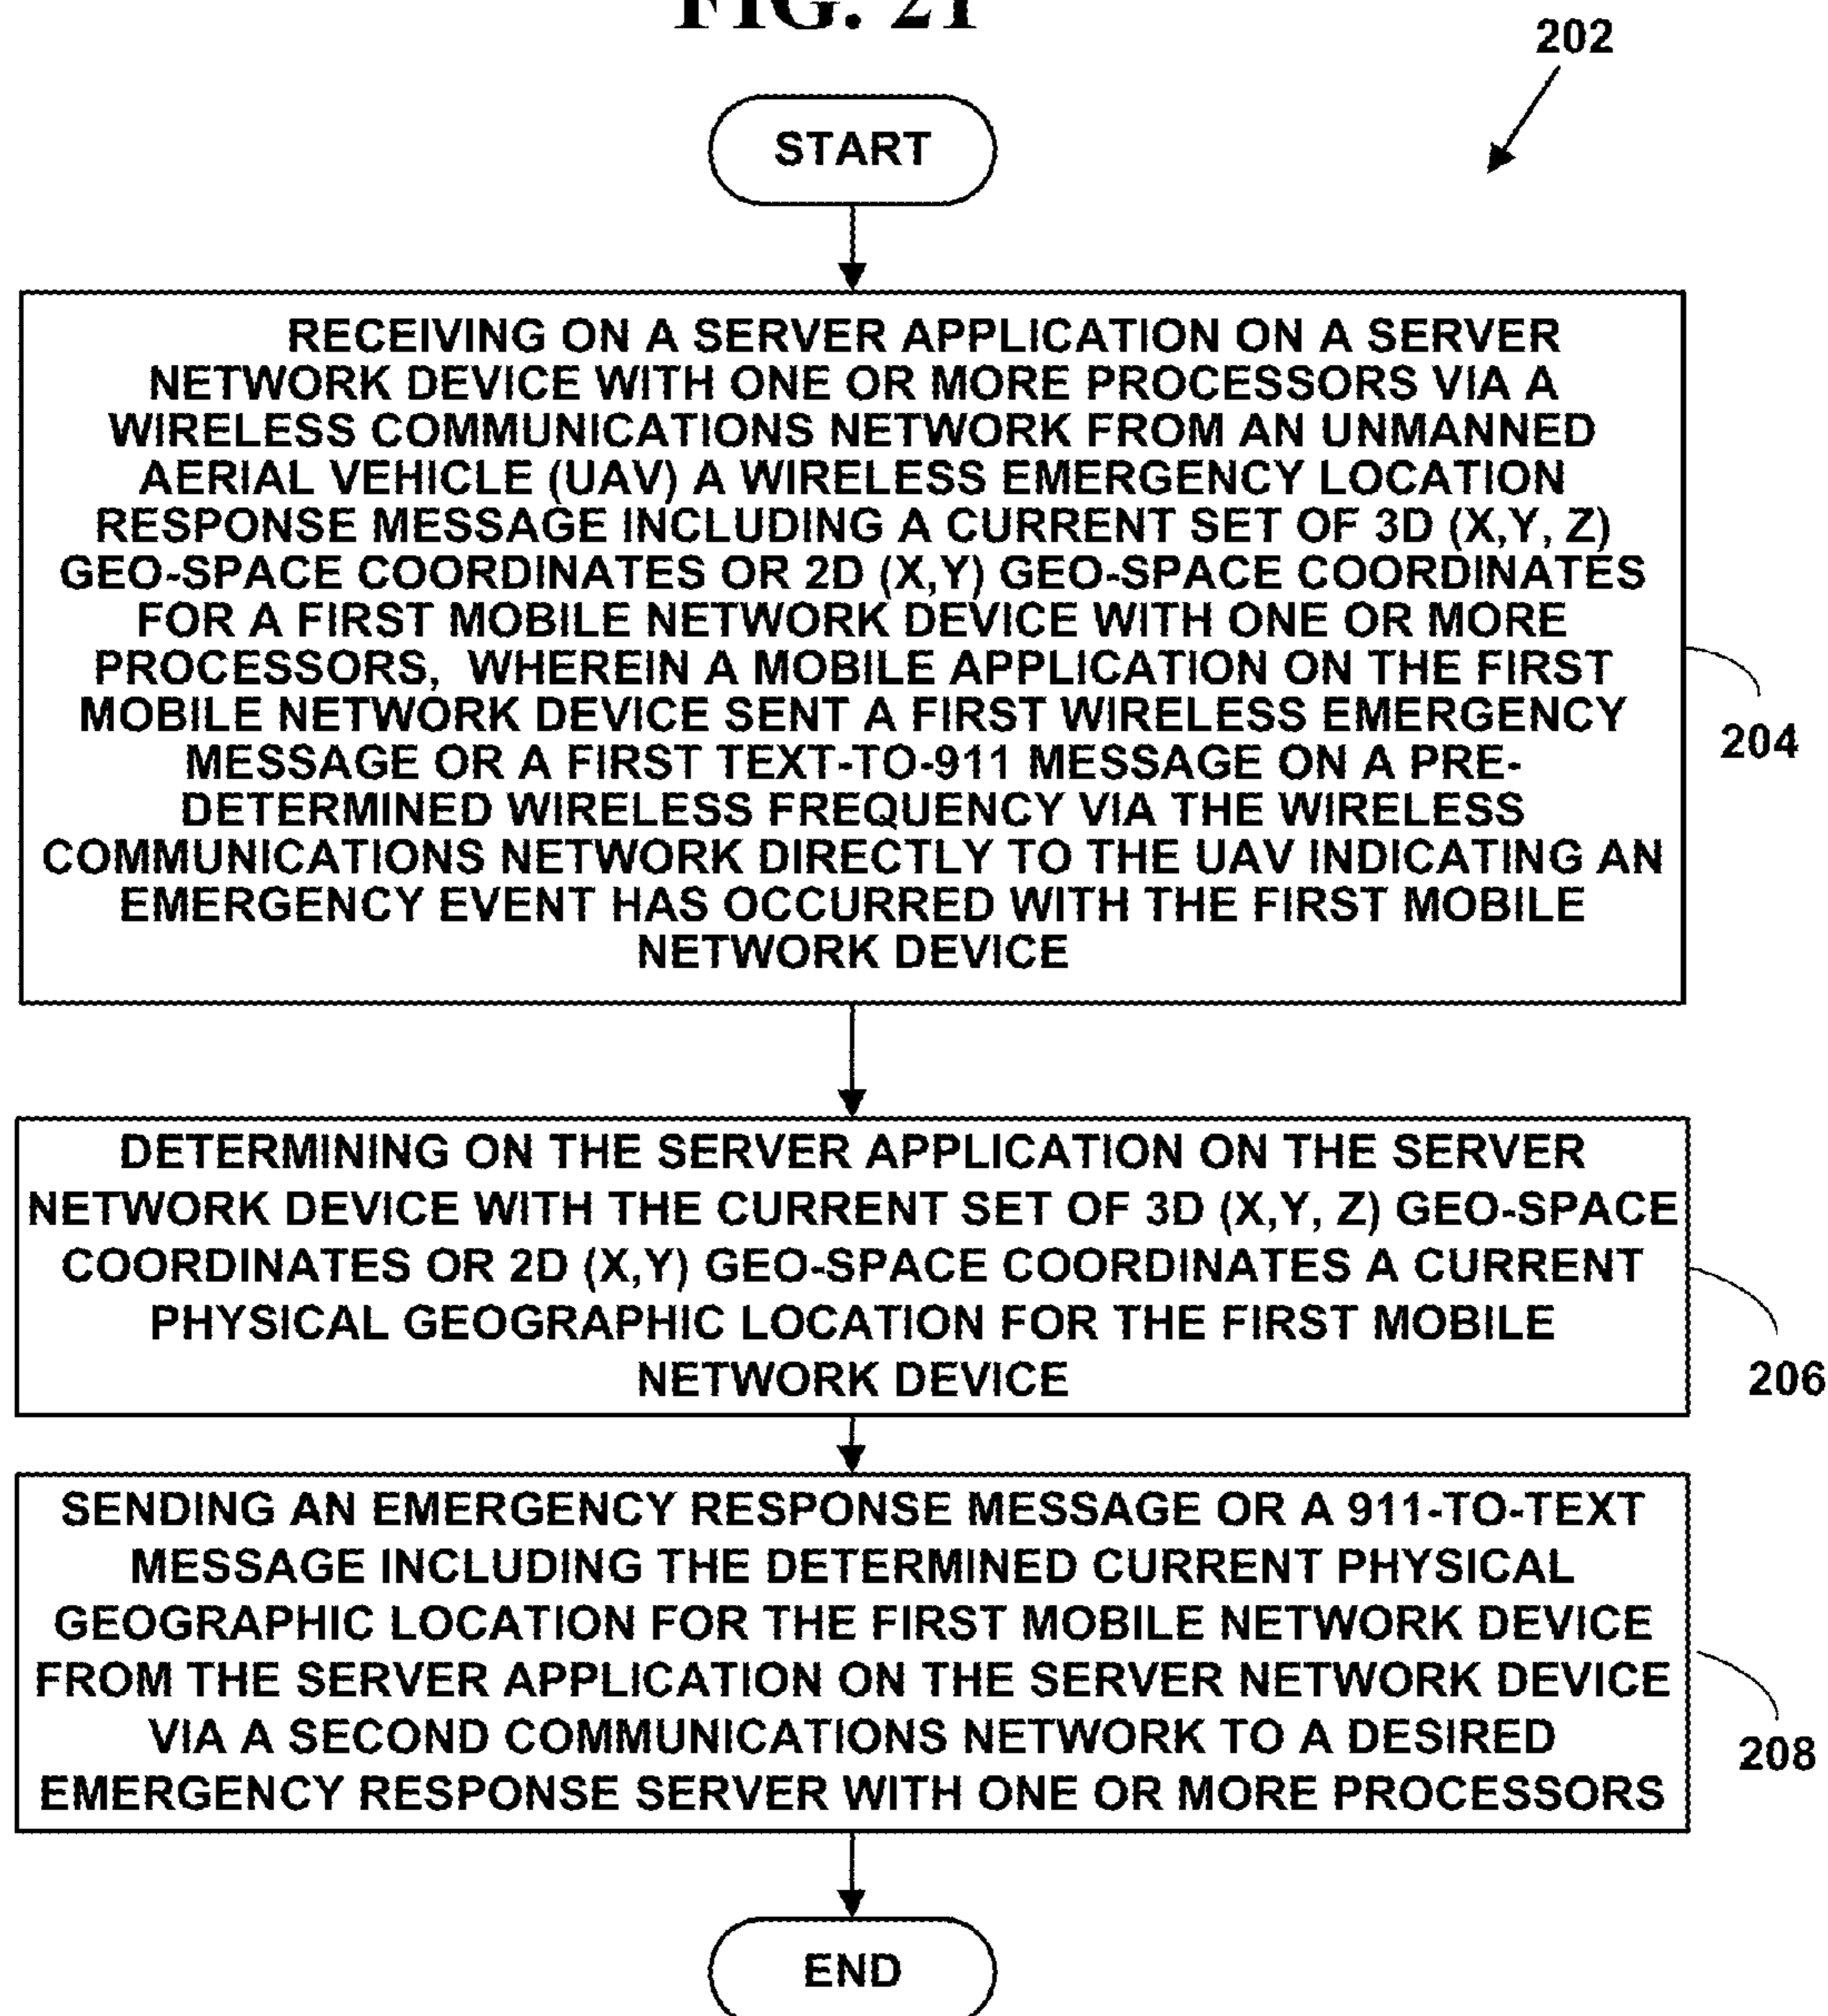 FIG. 21
202
START
RECEIVING ON A SERVER APPLICATION ON A SERVER
NETWORK DEVICE WITH ONE OR MORE PROCESSORS VIA A
WIRELESS COMMUNICATIONS NETWORK FROM AN UNMANNED
AERIAL VEHICLE (UAV) A WIRELESS EMERGENCY LOCATION
RESPONSE MESSAGE INCLUDING A CURRENT SET OF 3D (X,Y, Z)
GEO-SPACE COORDINATES OR 2D (X,Y) GEO-SPACE COORDINATES
FOR A FIRST MOBILE NETWORK DEVICE WITH ONE OR MORE
PROCESSORS, WHEREIN A MOBILE APPLICATION ON THE FIRST
MOBILE NETWORK DEVICE SENT A FIRST WIRELESS EMERGENCY
MESSAGE OR A FIRST TEXT-TO-911 MESSAGE ON A PRE-
DETERMINED WIRELESS FREQUENCY VIA THE WIRELESS
COMMUNICATIONS NETWORK DIRECTLY TO THE UAV INDICATING AN
EMERGENCY EVENT HAS OCCURRED WITH THE FIRST MOBILE
NETWORK DEVICE
204
DETERMINING ON THE SERVER APPLICATION ON THE SERVER
NETWORK DEVICE WITH THE CURRENT SET OF 3D (X,Y, Z) GEO-SPACE
COORDINATES OR 2D (X,Y) GEO-SPACE COORDINATES A CURRENT
PHYSICAL GEOGRAPHIC LOCATION FOR THE FIRST MOBILE
NETWORK DEVICE
206
SENDING AN EMERGENCY RESPONSE MESSAGE OR A 911-TO-TEXT
MESSAGE INCLUDING THE DETERMINED CURRENT PHYSICAL
GEOGRAPHIC LOCATION FOR THE FIRST MOBILE NETWORK DEVICE
FROM THE SERVER APPLICATION ON THE SERVER NETWORK DEVICE
VIA A SECOND COMMUNICATIONS NETWORK TO A DESIRED
EMERGENCY RESPONSE SERVER WITH ONE OR MORE PROCESSORS
208
END